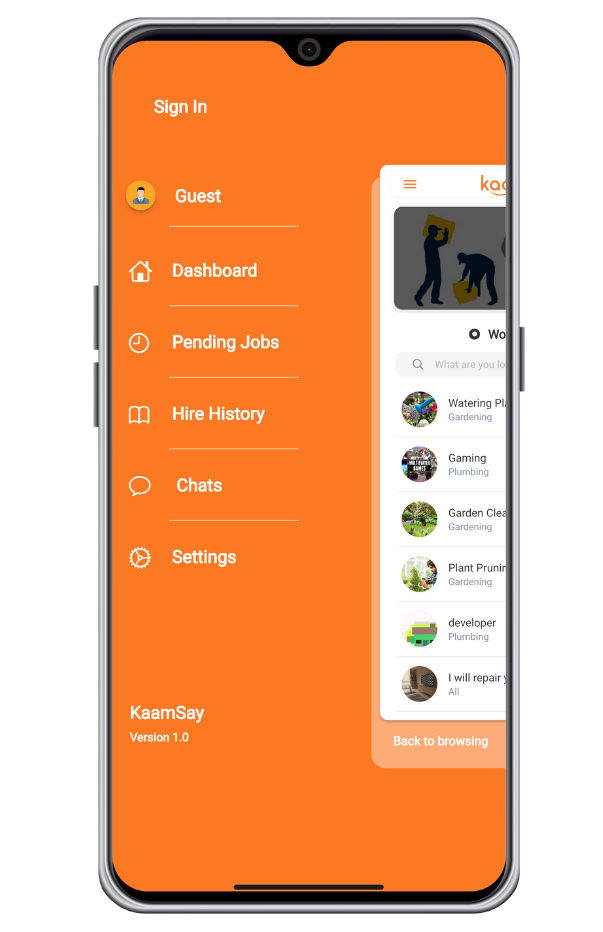 Sign In
Guest
Dashboard
Pending Jobs
Hire History
Chats
Settings
KaamSay
Version 1.0
kaa
Wo
What are you lo
Watering Pla
Gardening
Gaming
Plumbing
Garden Clea
Gardening
Plant Prunin
Gardening
developer
Plumbing
I will repair y
All
Back to browsing